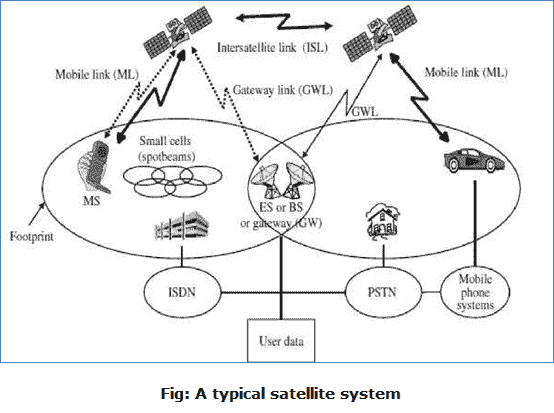 Intersatellite link (ISL)
Mobile link (ML)
Gateway link (GWL)
Mobile link (ML)
GWL
Small cells
(spotbeams)
MS
ES or BS
or gateway (GW)
Footprint
ISDN
PSTN
Mobile
phone
systems
User data
Fig: A typical satellite system